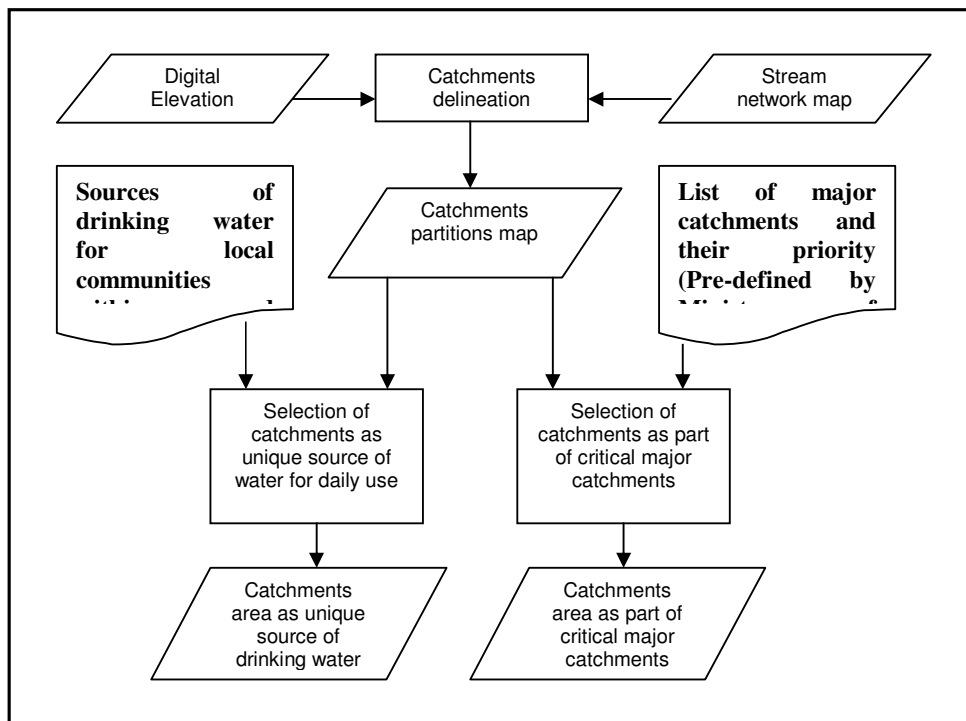 Digital
Elevation
Catchments
delineation
Stream
network map
Sources of
drinking water
for local
communities
Catchments
partitions map
List of major
catchments and
their priority
(Pre-defined by
Selection of
catchments as
unique source of
water for daily use
Selection of
catchments as part
of critical major
catchments
Catchments
area as unique
source of
drinking water
Catchments
area as part of
critical major
catchments